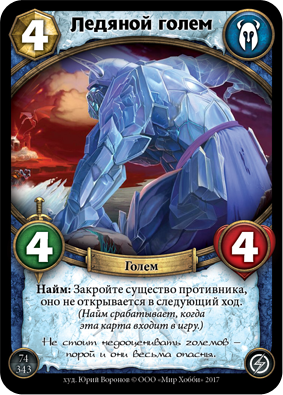 4
Ледяной голем
4
4
Голем
Найм: Закройте существо противника,
оно не открывается в следующий ход.
(Найм срабатывает, когда
эта карта входит в игру.)
Не стоит недооценивать големов –
порой и они весьма опасны.
74
343
худ. Юрий Воронов © ООО «Мир Хобби» 2017